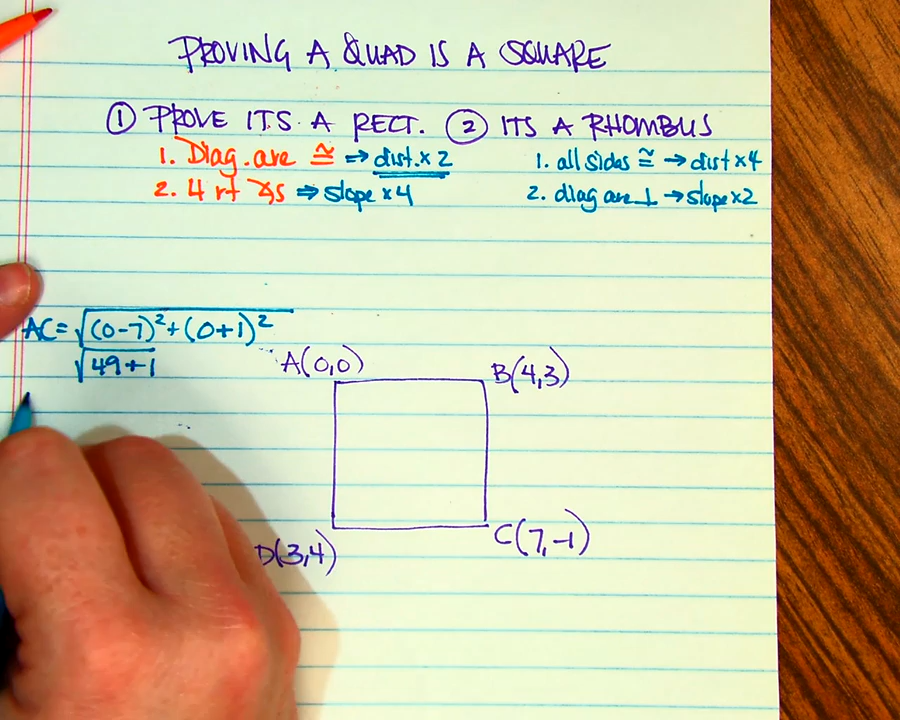 PROVING A QUAD IS A SQUARE
① PROVE ITS A RECT. ② ITS A RHOMBUS
1. Diag. are ≅ ⇒ dist. x 2
2. 4 rt ∡s ⇒ slope x 4
1. all sides ≅ → dist x 4
2. diag are ⊥ → slope x 2
AC = √(0-7)² + (0+1)²
√49+1
A(0,0)
B(4,3)
D(3,4)
C(7,-1)